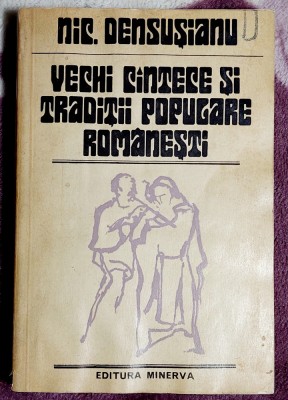 nic. Densuşianu
Vechi cîntece şi
tradiţii populare
româneşti
EDITURA MINERVA